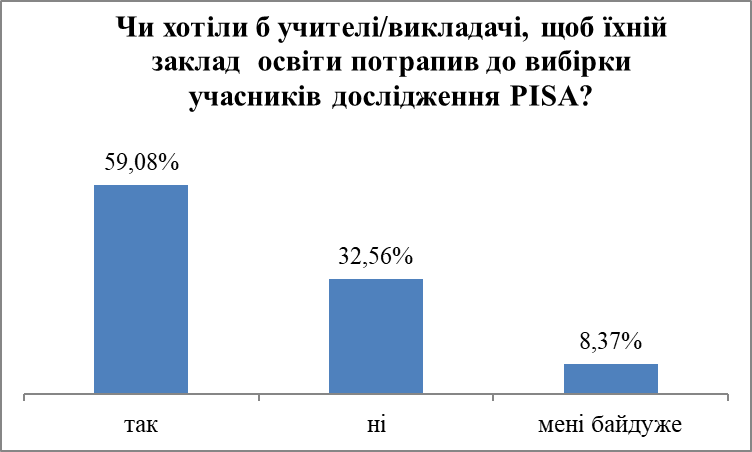 Чи хотіли б учителі/викладачі, щоб їхній
заклад  освіти потрапив до вибірки
учасників дослідження PISA?
59,08%
32,56%
8,37%
так
ні
мені байдуже